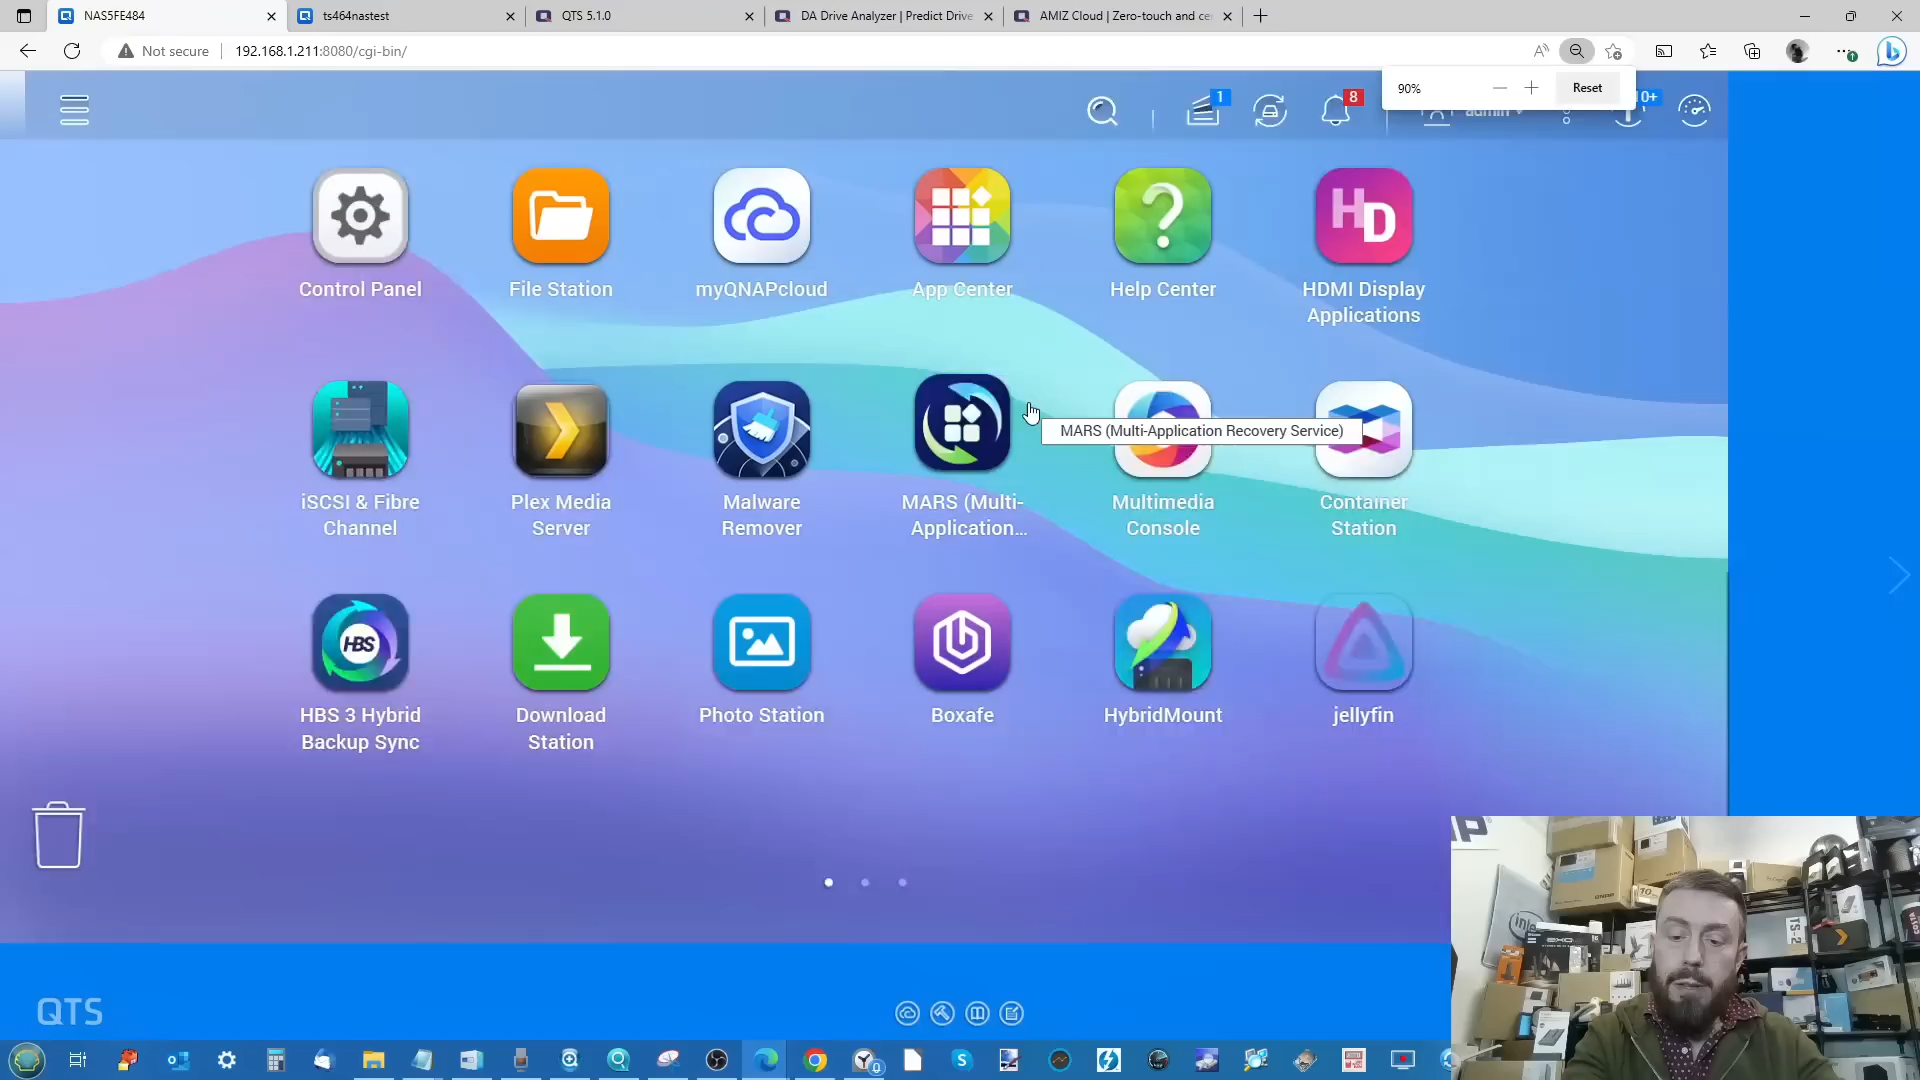 NAS5FE484
ts464nastest
QTS 5.1.0
DA Drive Analyzer | Predict Drive
AMIZ Cloud | Zero-touch and ce
Not secure
192.168.1.211:8080/cgi-bin/
90%
Reset
1
8
admin
10+
Control Panel
File Station
myQNAPcloud
App Center
Help Center
HDMI Display
Applications
MARS (Multi-Application Recovery Service)
iSCSI & Fibre
Channel
Plex Media
Server
Malware
Remover
MARS (Multi-
Application...
Multimedia
Console
Container
Station
HBS
HBS 3 Hybrid
Backup Sync
Download
Station
Photo Station
Boxafe
HybridMount
jellyfin
QTS
intel